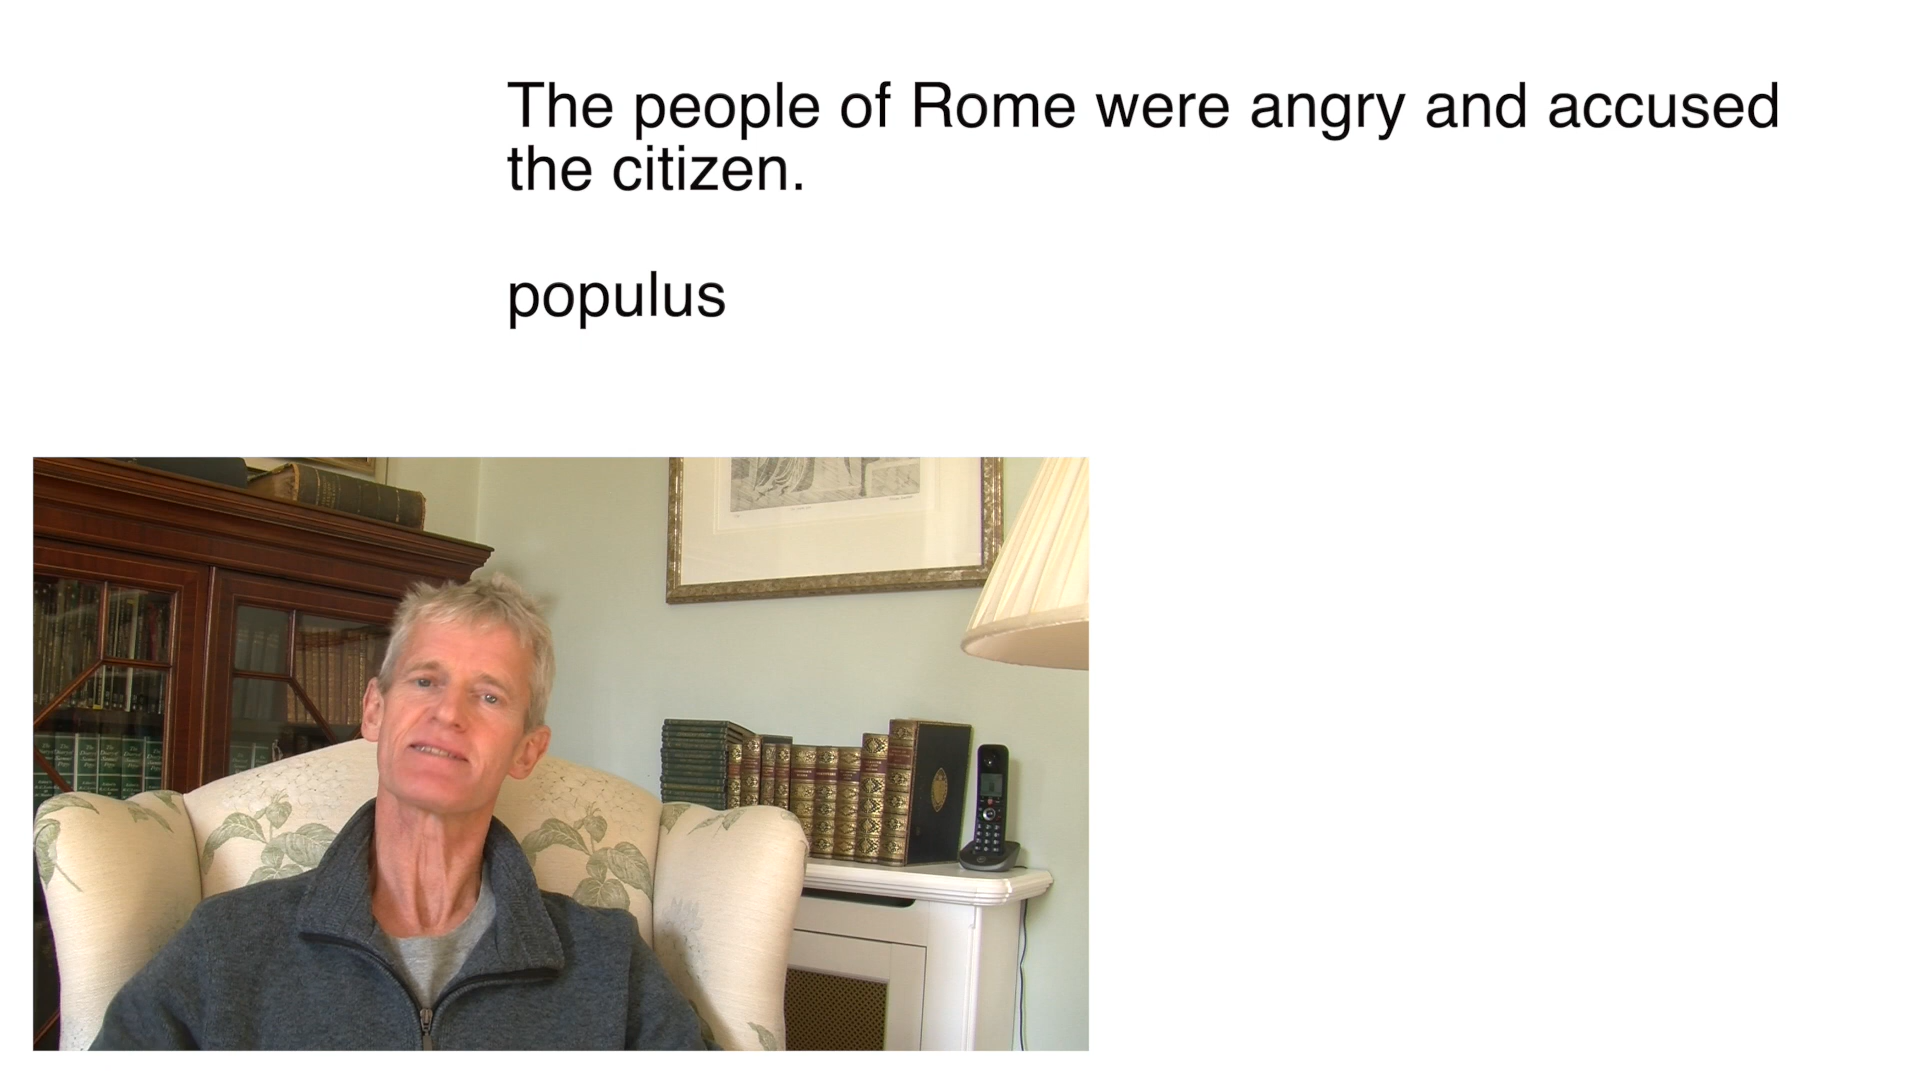 The people of Rome were angry and accused
the citizen.
populus